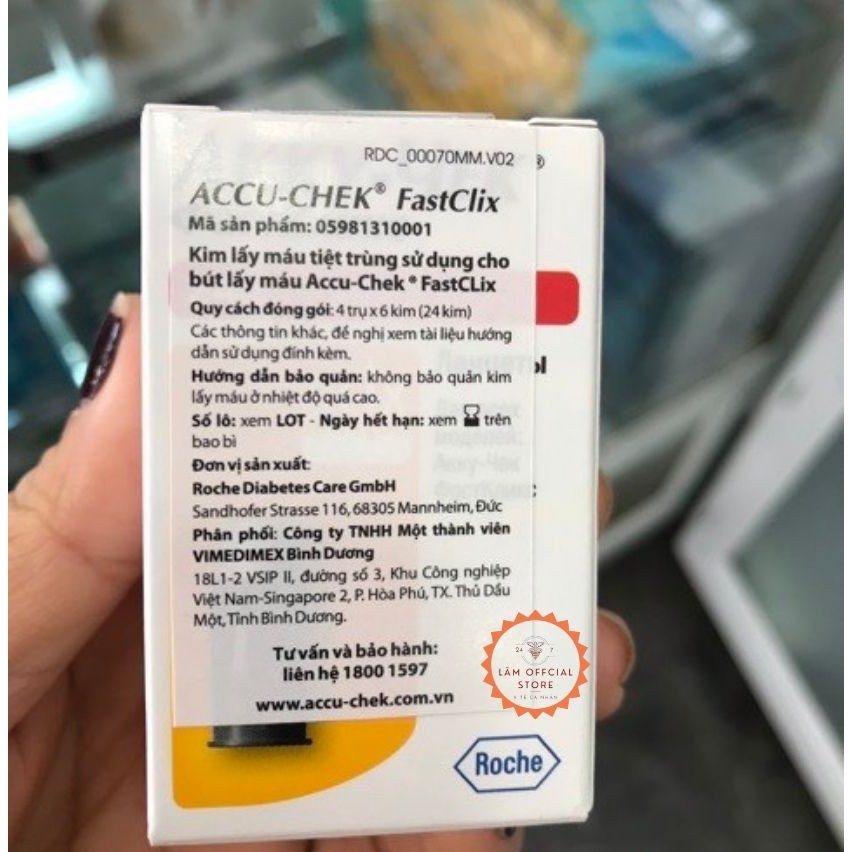 RDC_00070MM.V02
®
ACCU-CHEK® FastClix
Mã sản phẩm: 05981310001
Kim lấy máu tiệt trùng sử dụng cho
bút lấy máu Accu-Chek ® FastCLix
Quy cách đóng gói: 4 trụ x 6 kim (24 kim)
Các thông tin khác, đề nghị xem tài liệu hướng
dẫn sử dụng đính kèm.
Hướng dẫn bảo quản: không bảo quản kim
lấy máu ở nhiệt độ quá cao.
Số lô: xem LOT - Ngày hết hạn: xem trên
bao bì
Đơn vị sản xuất:
Roche Diabetes Care GmbH
Sandhofer Strasse 116, 68305 Mannheim, Đức
Phân phối: Công ty TNHH Một thành viên
VIMEDIMEX Bình Dương
18L1-2 VSIP II, đường số 3, Khu Công nghiệp
Việt Nam-Singapore 2, P. Hòa Phú, TX. Thủ Dầu
Một, Tỉnh Bình Dương.
Tư vấn và bảo hành:
liên hệ 1800 1597
www.accu-chek.com.vn
24 7
LÂM OFFCIAL
STORE
Y TẾ CÁ NHÂN
Roche